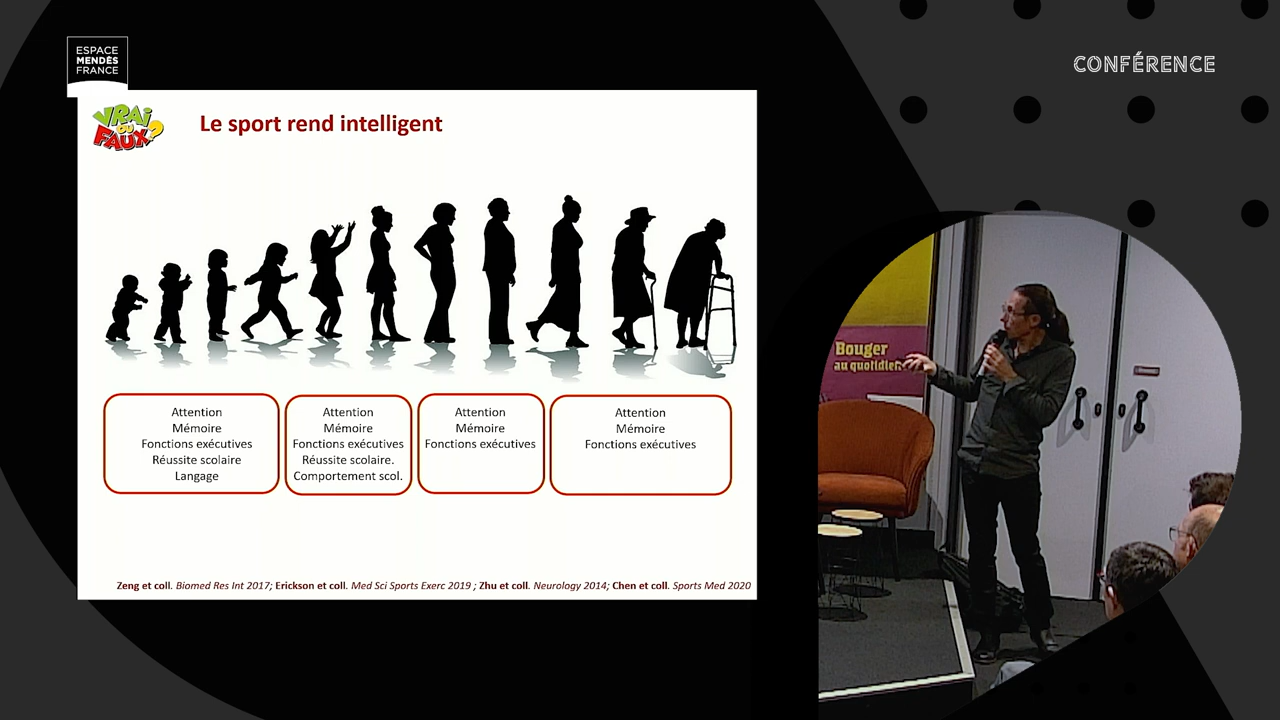 ESPACE
MENDÈS
FRANCE
CONFÉRENCE
VRAI
OU
FAUX?
Le sport rend intelligent
Attention
Mémoire
Fonctions exécutives
Réussite scolaire
Langage
Attention
Mémoire
Fonctions exécutives
Réussite scolaire.
Comportement scol.
Attention
Mémoire
Fonctions exécutives
Attention
Mémoire
Fonctions exécutives
Zeng et coll. Biomed Res Int 2017; Erickson et coll. Med Sci Sports Exerc 2019 ; Zhu et coll. Neurology 2014; Chen et coll. Sports Med 2020
Bouger
au quotidien